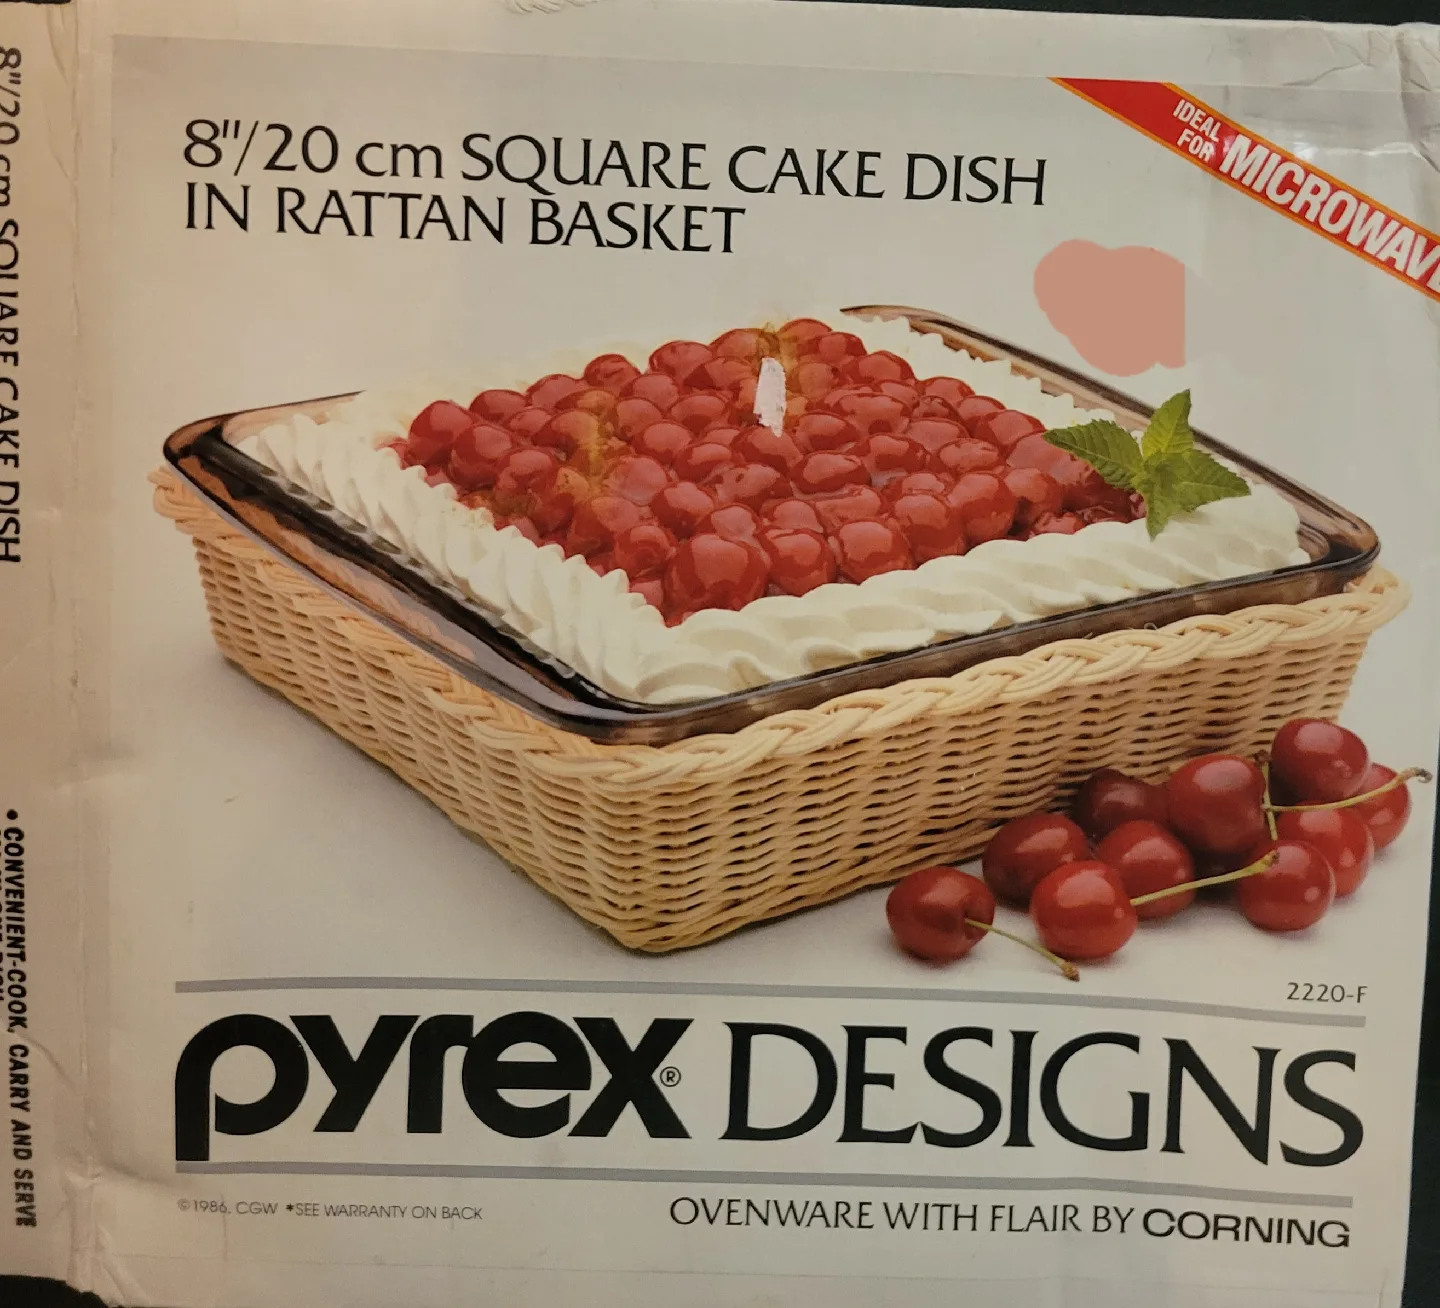 8"/20 cm SQUARE CAKE DISH
IN RATTAN BASKET
IDEAL
FOR
MICROWAVE
2220-F
pyrex® DESIGNS
©1986, CGW *SEE WARRANTY ON BACK
OVENWARE WITH FLAIR BY CORNING
8"/20 cm SQUARE CAKE DISH
• CONVENIENT-COOK, CARRY AND SERVE